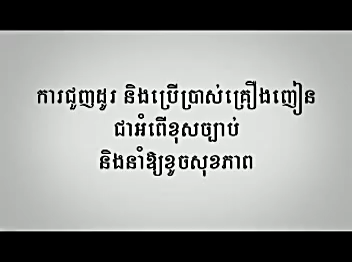 ការជួញដូរ និងប្រើប្រាស់គ្រឿងញៀន
ជាអំពើខុសច្បាប់
និងនាំឱ្យខូចសុខភាព